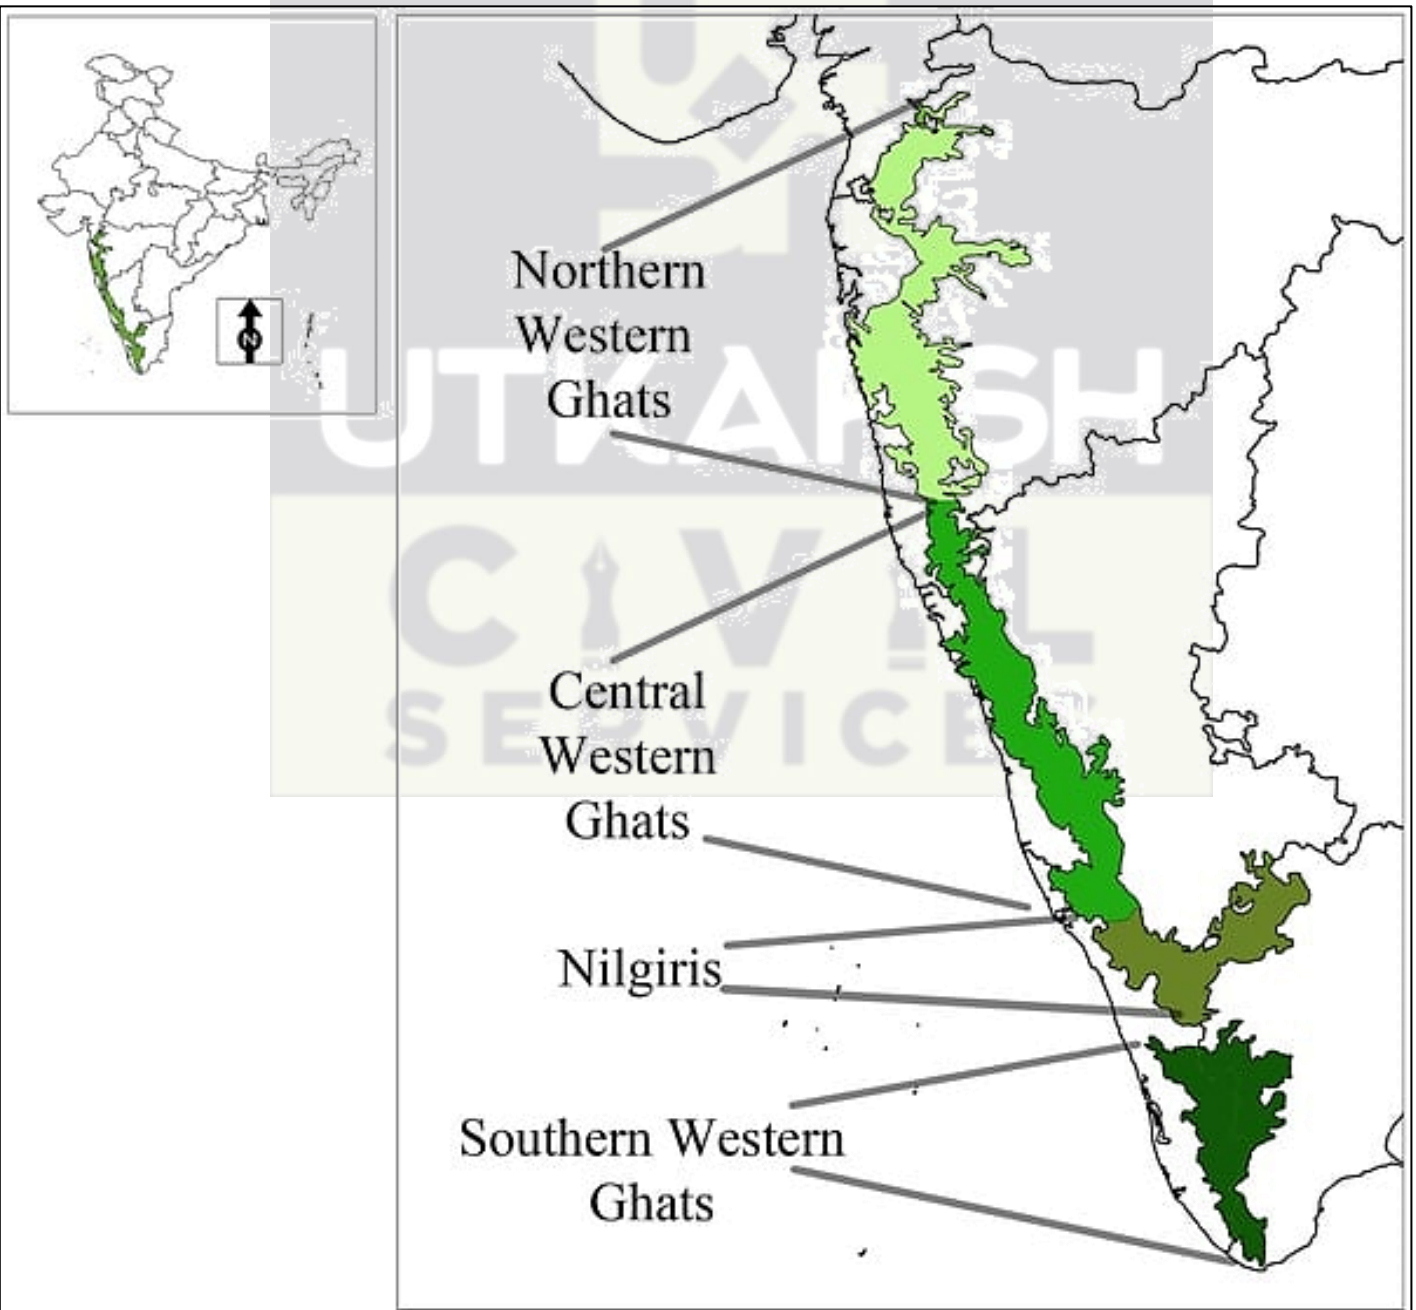 Northern
Western
Ghats
UTKARSH
CIVIL
SERVICES
Central
Western
Ghats
Nilgiris
Southern Western
Ghats
N